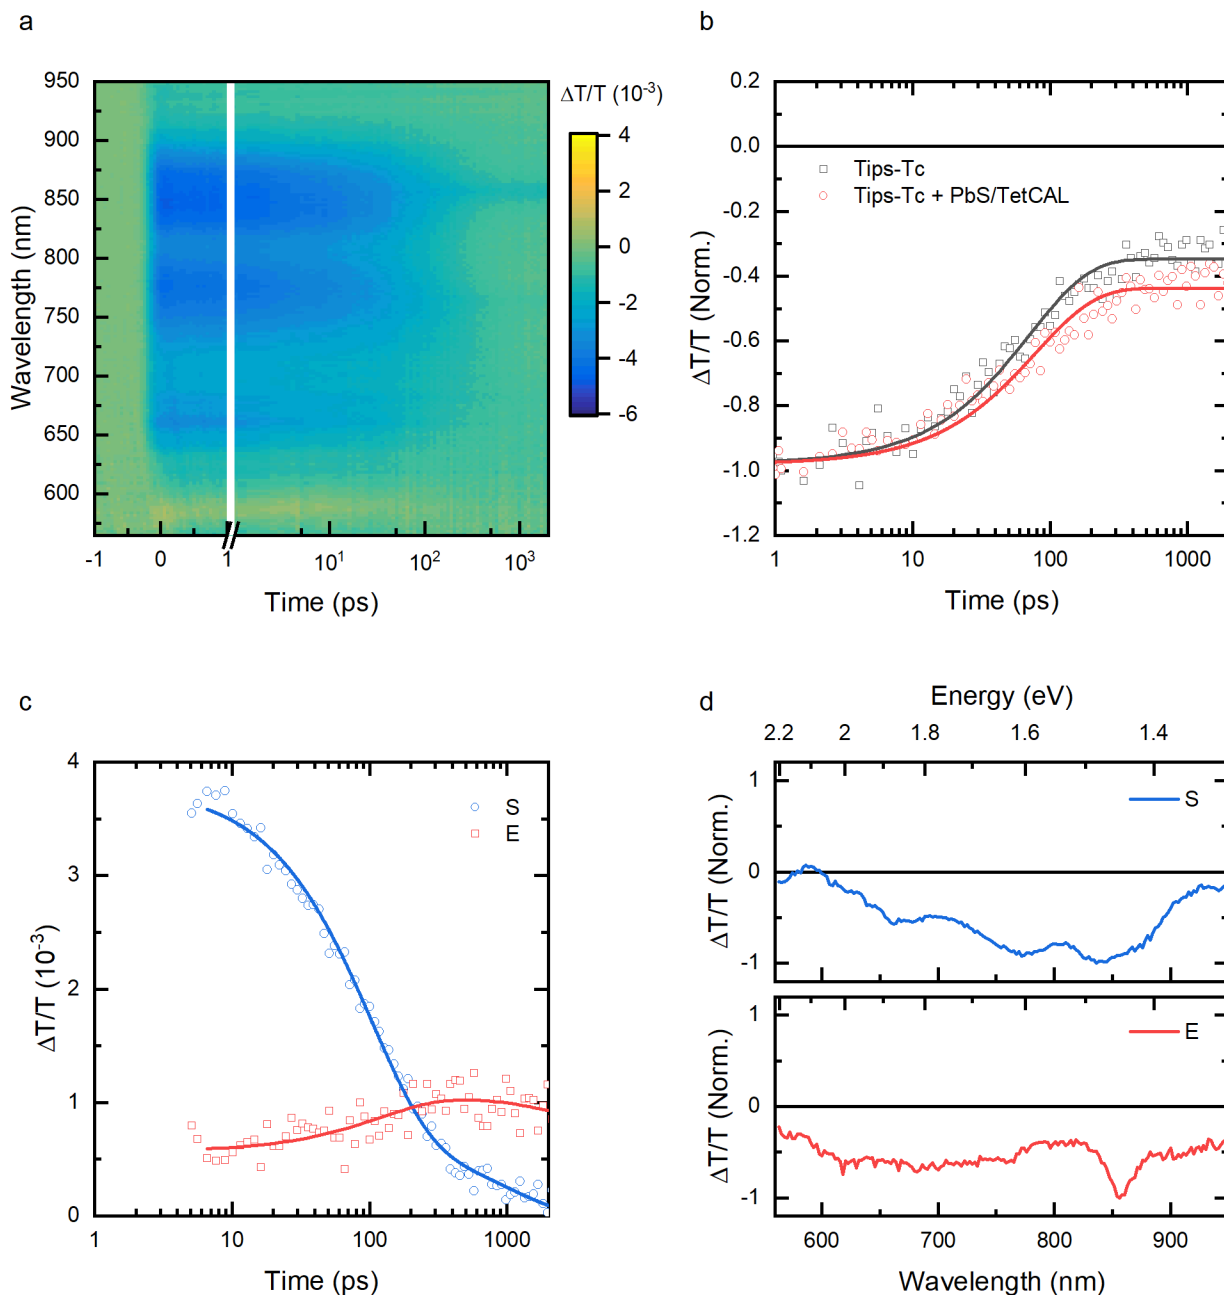 a
950
900
850
800
750
700
650
600
Wavelength (nm)
-1
0
1
10¹
10²
10³
Time (ps)
ΔT/T (10⁻³)
4
2
0
-2
-4
-6
b
0.2
0.0
-0.2
-0.4
-0.6
-0.8
-1.0
-1.2
ΔT/T (Norm.)
Tips-Tc
Tips-Tc + PbS/TetCAL
1
10
100
1000
Time (ps)
c
4
3
2
1
0
ΔT/T (10⁻³)
S
E
1
10
100
1000
Time (ps)
d
Energy (eV)
2.2
2
1.8
1.6
1.4
1
0
-1
ΔT/T (Norm.)
S
1
0
-1
ΔT/T (Norm.)
E
600
700
800
900
Wavelength (nm)